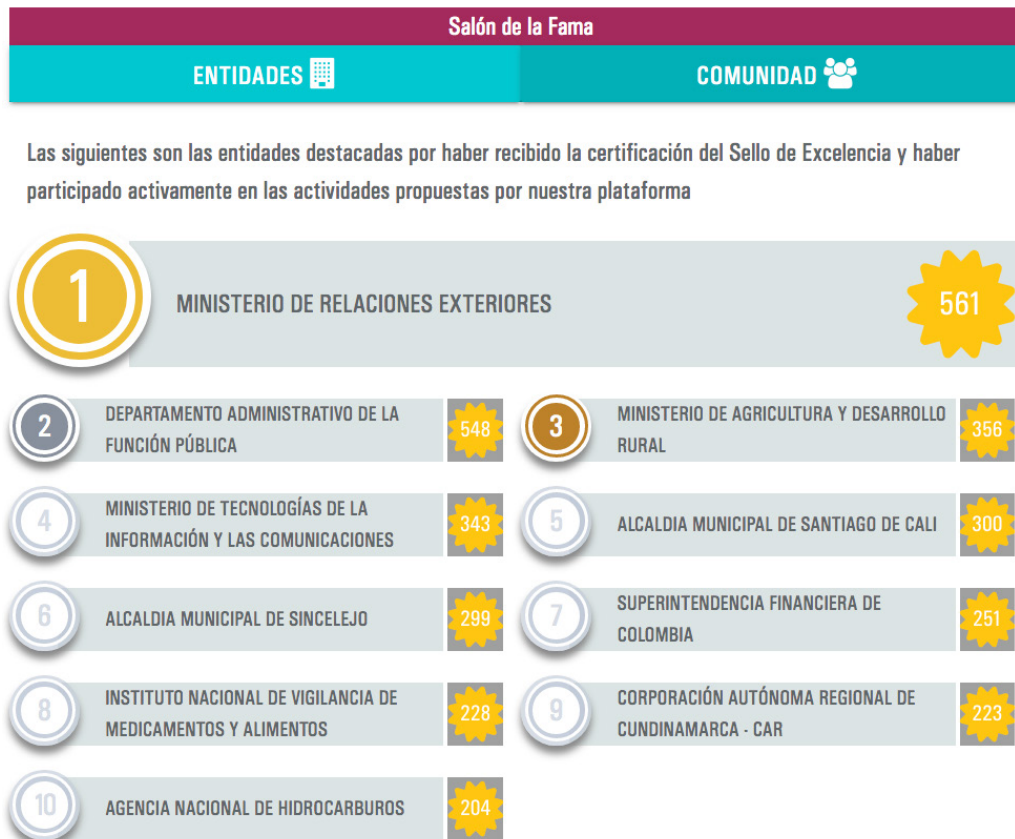 Salón de la Fama
ENTIDADES
COMUNIDAD
Las siguientes son las entidades destacadas por haber recibido la certificación del Sello de Excelencia y haber
participado activamente en las actividades propuestas por nuestra plataforma
1
MINISTERIO DE RELACIONES EXTERIORES
561
2
DEPARTAMENTO ADMINISTRATIVO DE LA
FUNCIÓN PÚBLICA
548
3
MINISTERIO DE AGRICULTURA Y DESARROLLO
RURAL
356
4
MINISTERIO DE TECNOLOGÍAS DE LA
INFORMACIÓN Y LAS COMUNICACIONES
343
5
ALCALDIA MUNICIPAL DE SANTIAGO DE CALI
300
6
ALCALDIA MUNICIPAL DE SINCELEJO
299
7
SUPERINTENDENCIA FINANCIERA DE
COLOMBIA
251
8
INSTITUTO NACIONAL DE VIGILANCIA DE
MEDICAMENTOS Y ALIMENTOS
228
9
CORPORACIÓN AUTÓNOMA REGIONAL DE
CUNDINAMARCA - CAR
223
10
AGENCIA NACIONAL DE HIDROCARBUROS
204